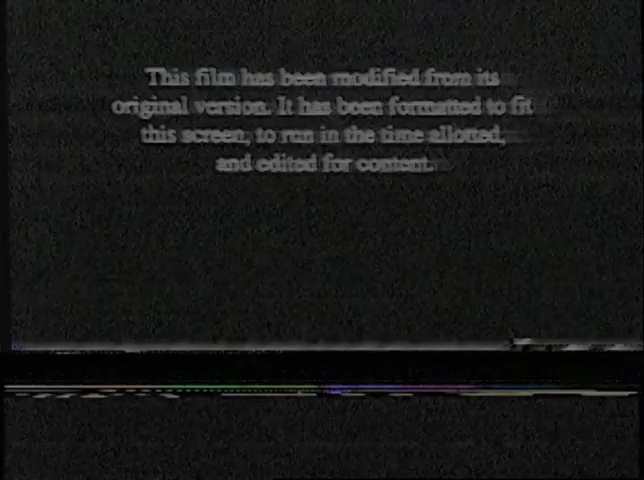 This film has been modified from its
original version. It has been formatted to fit
this screen, to run in the time allotted,
and edited for content.